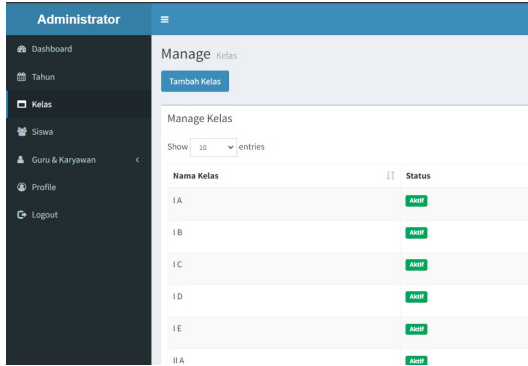 Administrator
Dashboard
Tahun
Kelas
Siswa
Guru & Karyawan
Profile
Logout
Manage Kelas
Tambah Kelas
Manage Kelas
Show 10 entries
Nama Kelas Status
I A Aktif
I B Aktif
I C Aktif
I D Aktif
I E Aktif
II A Aktif